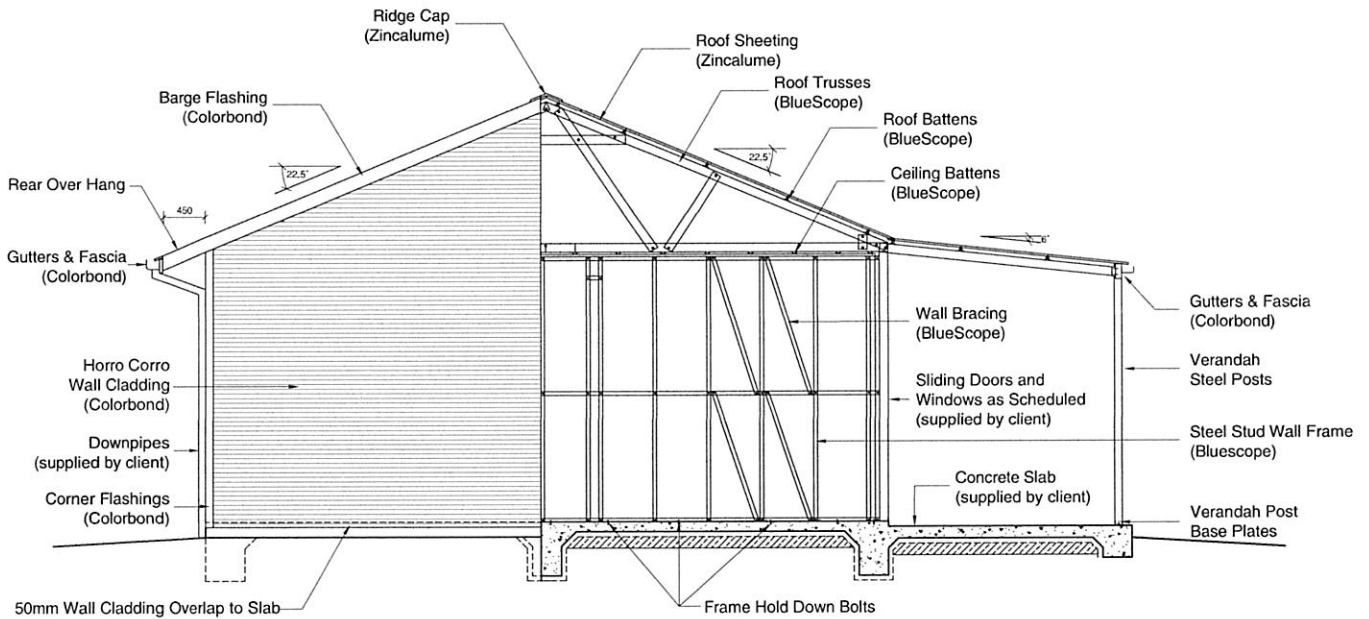 Ridge Cap
(Zincalume)
Roof Sheeting
(Zincalume)
Roof Trusses
(BlueScope)
Barge Flashing
(Colorbond)
Roof Battens
(BlueScope)
22.5°
22.5°
Ceiling Battens
(BlueScope)
Rear Over Hang
450
6°
Gutters & Fascia
(Colorbond)
Gutters & Fascia
(Colorbond)
Wall Bracing
(BlueScope)
Horro Corro
Wall Cladding
(Colorbond)
Verandah
Steel Posts
Sliding Doors and
Windows as Scheduled
(supplied by client)
Downpipes
(supplied by client)
Steel Stud Wall Frame
(Bluescope)
Concrete Slab
(supplied by client)
Corner Flashings
(Colorbond)
Verandah Post
Base Plates
50mm Wall Cladding Overlap to Slab
Frame Hold Down Bolts